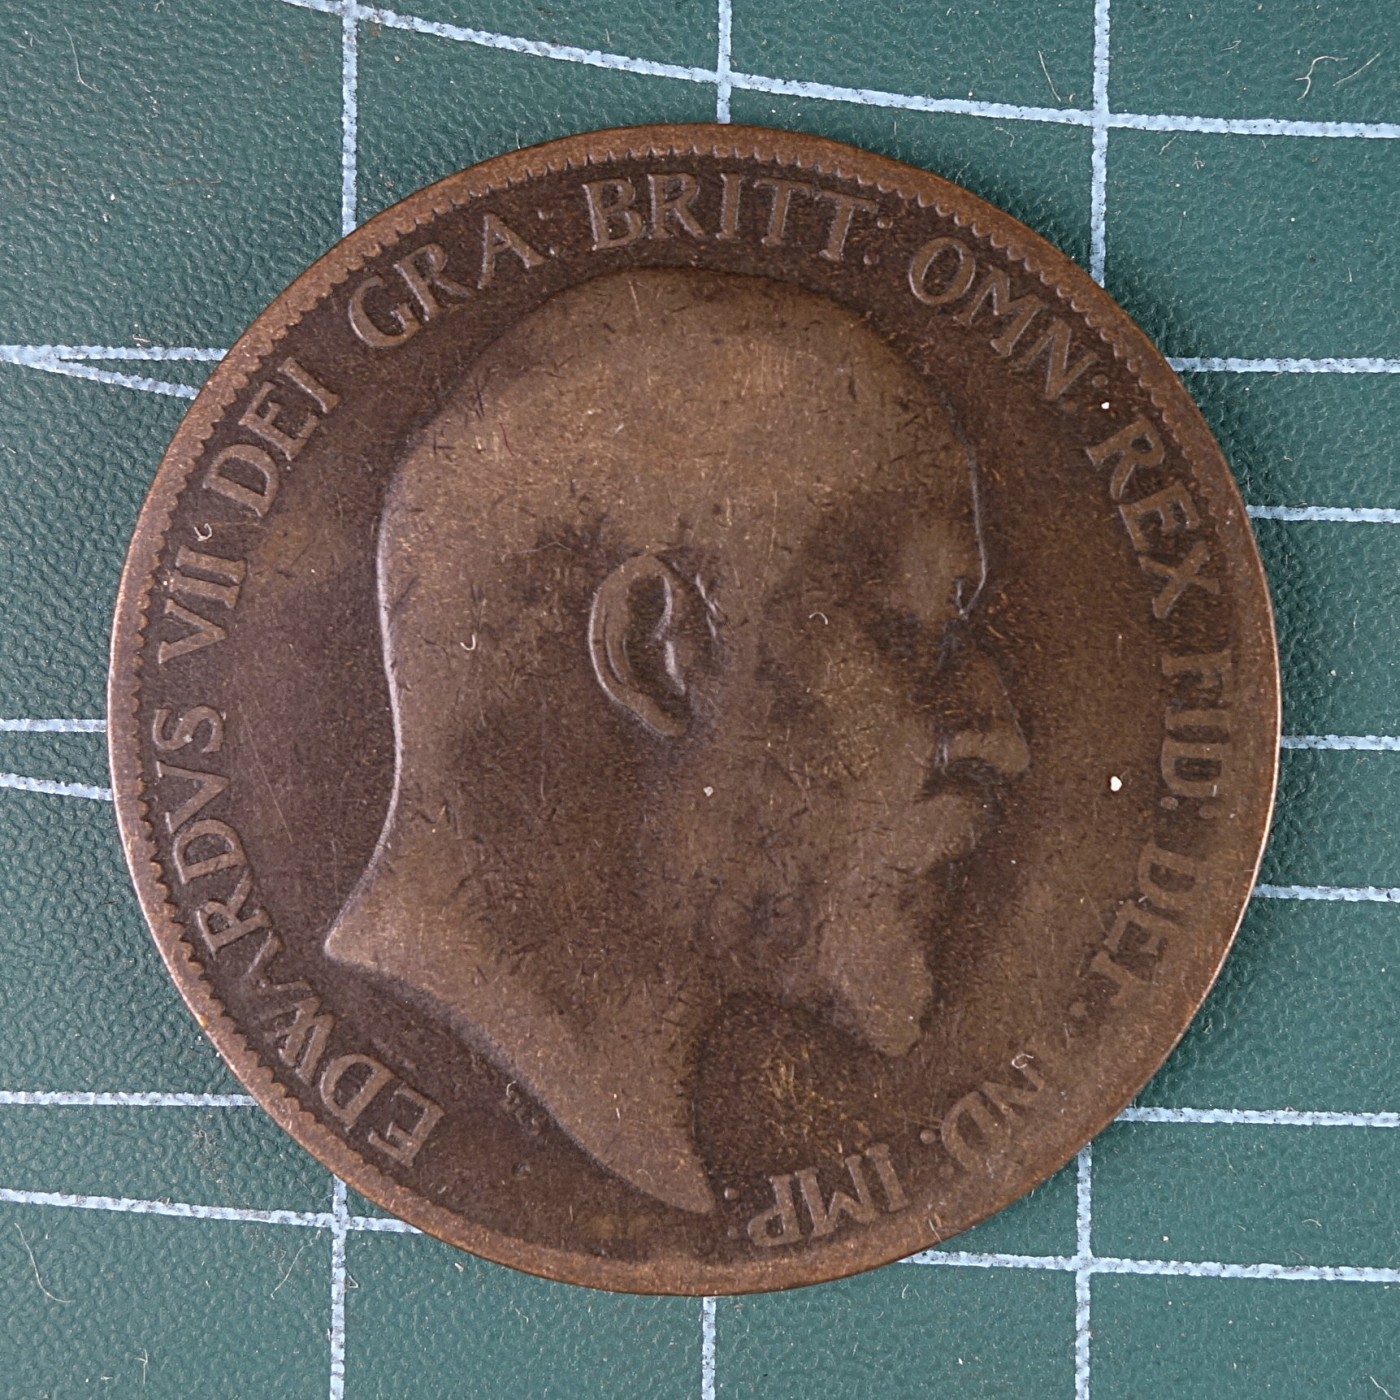 EDWARDVS VII DEI GRA: BRITT: OMN: REX FID: DEF: IND: IMP: